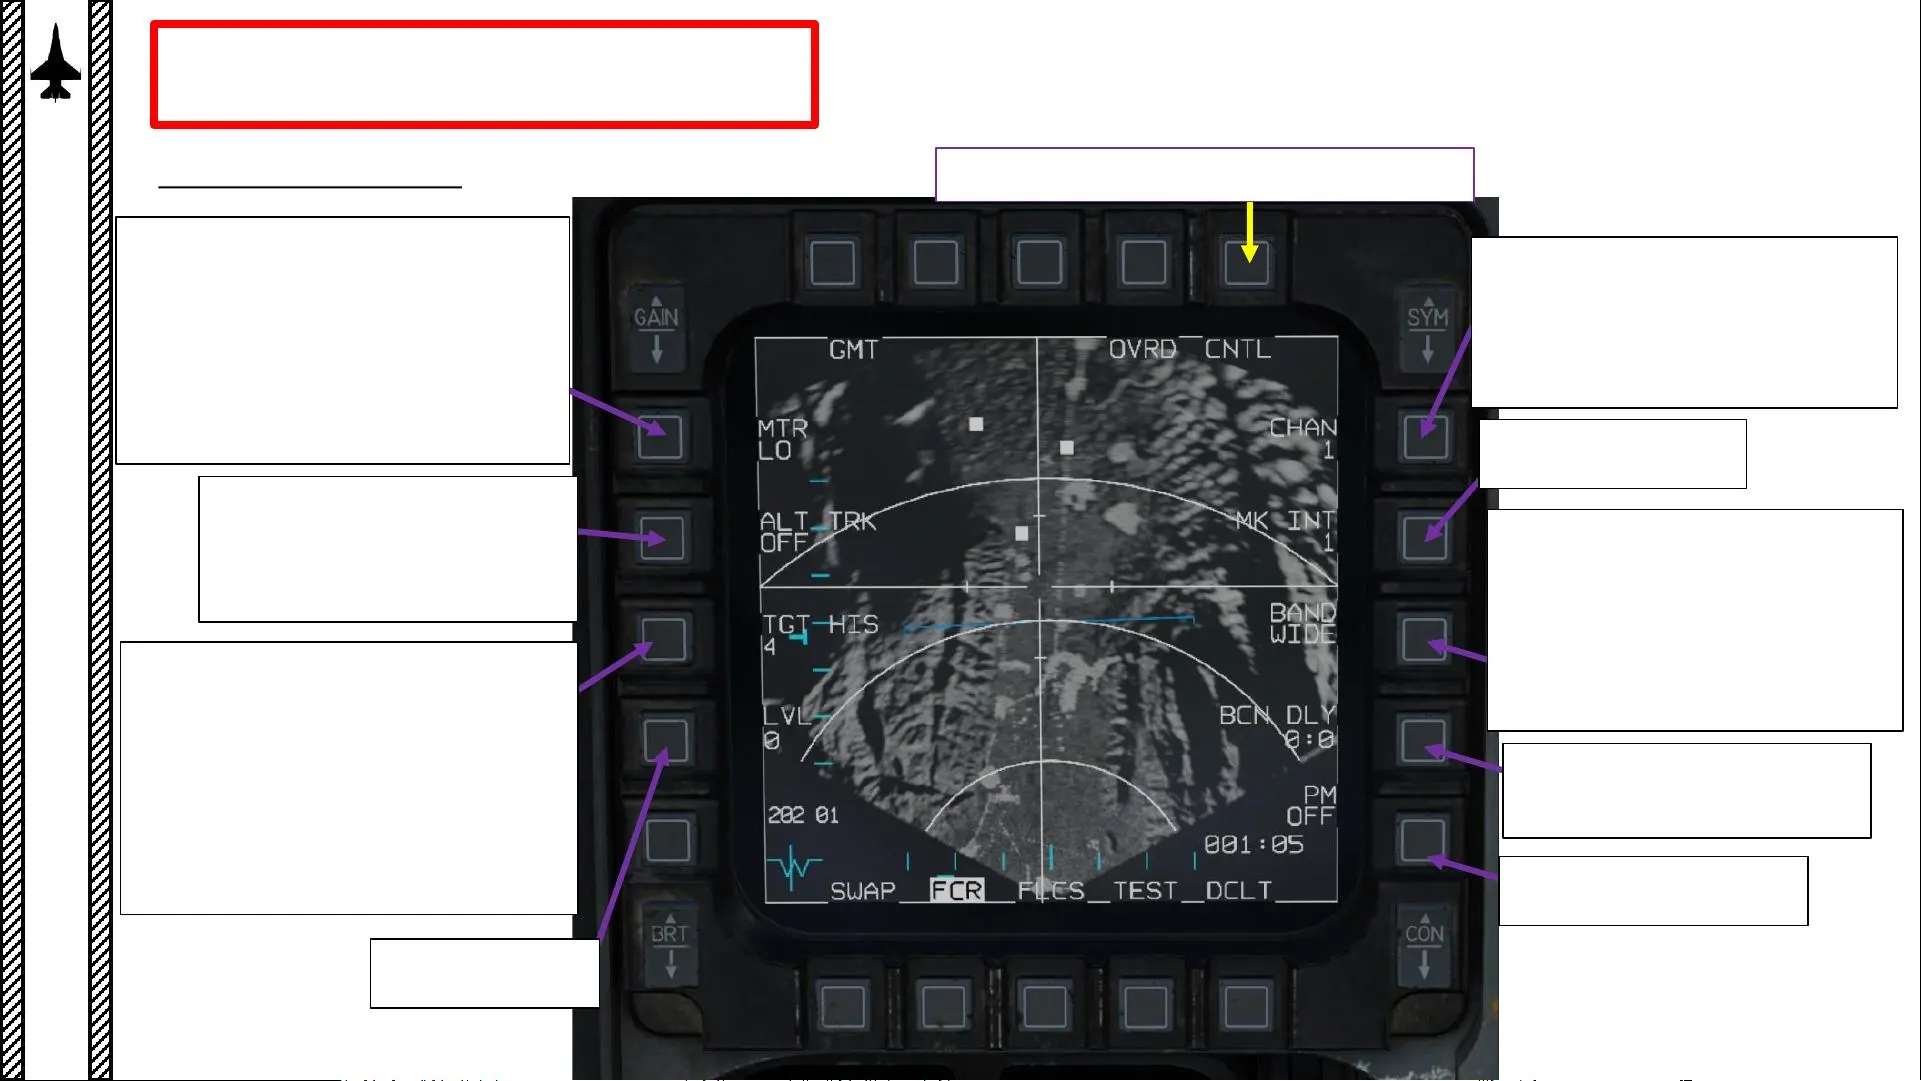 GAIN
SYM
GMT
OVRD CNTL
MTR
LO
CHAN
1
ALT TRK
OFF
MK INT
1
TGT HIS
4
BAND
WIDE
LVL
0
BCN DLY
0:0
PM
OFF
202 01
001:05
SWAP FCR FLCS TEST DCLT
BRT
CON